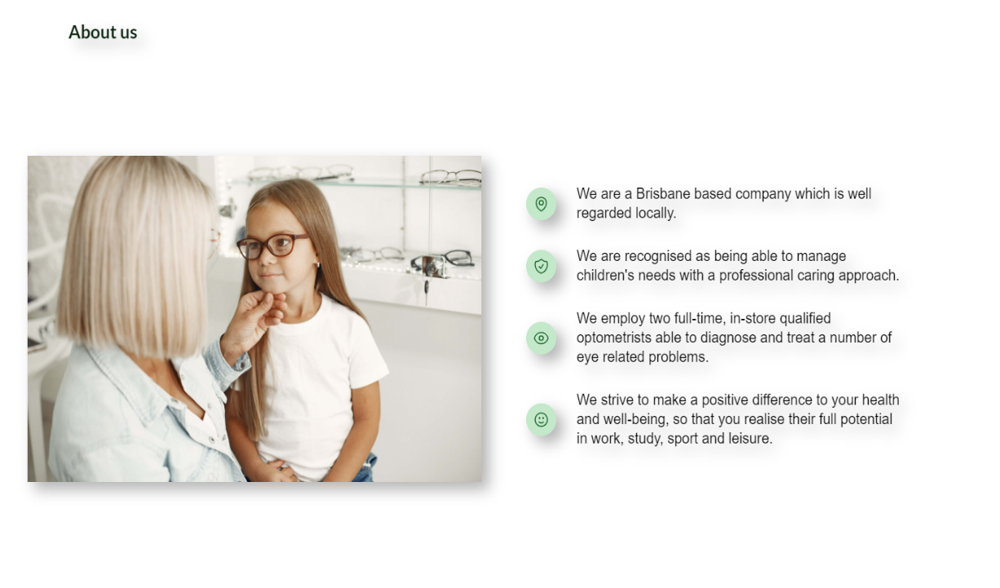 About us
We are a Brisbane based company which is well
regarded locally.
We are recognised as being able to manage
children's needs with a professional caring approach.
We employ two full-time, in-store qualified
optometrists able to diagnose and treat a number of
eye related problems.
We strive to make a positive difference to your health
and well-being, so that you realise their full potential
in work, study, sport and leisure.